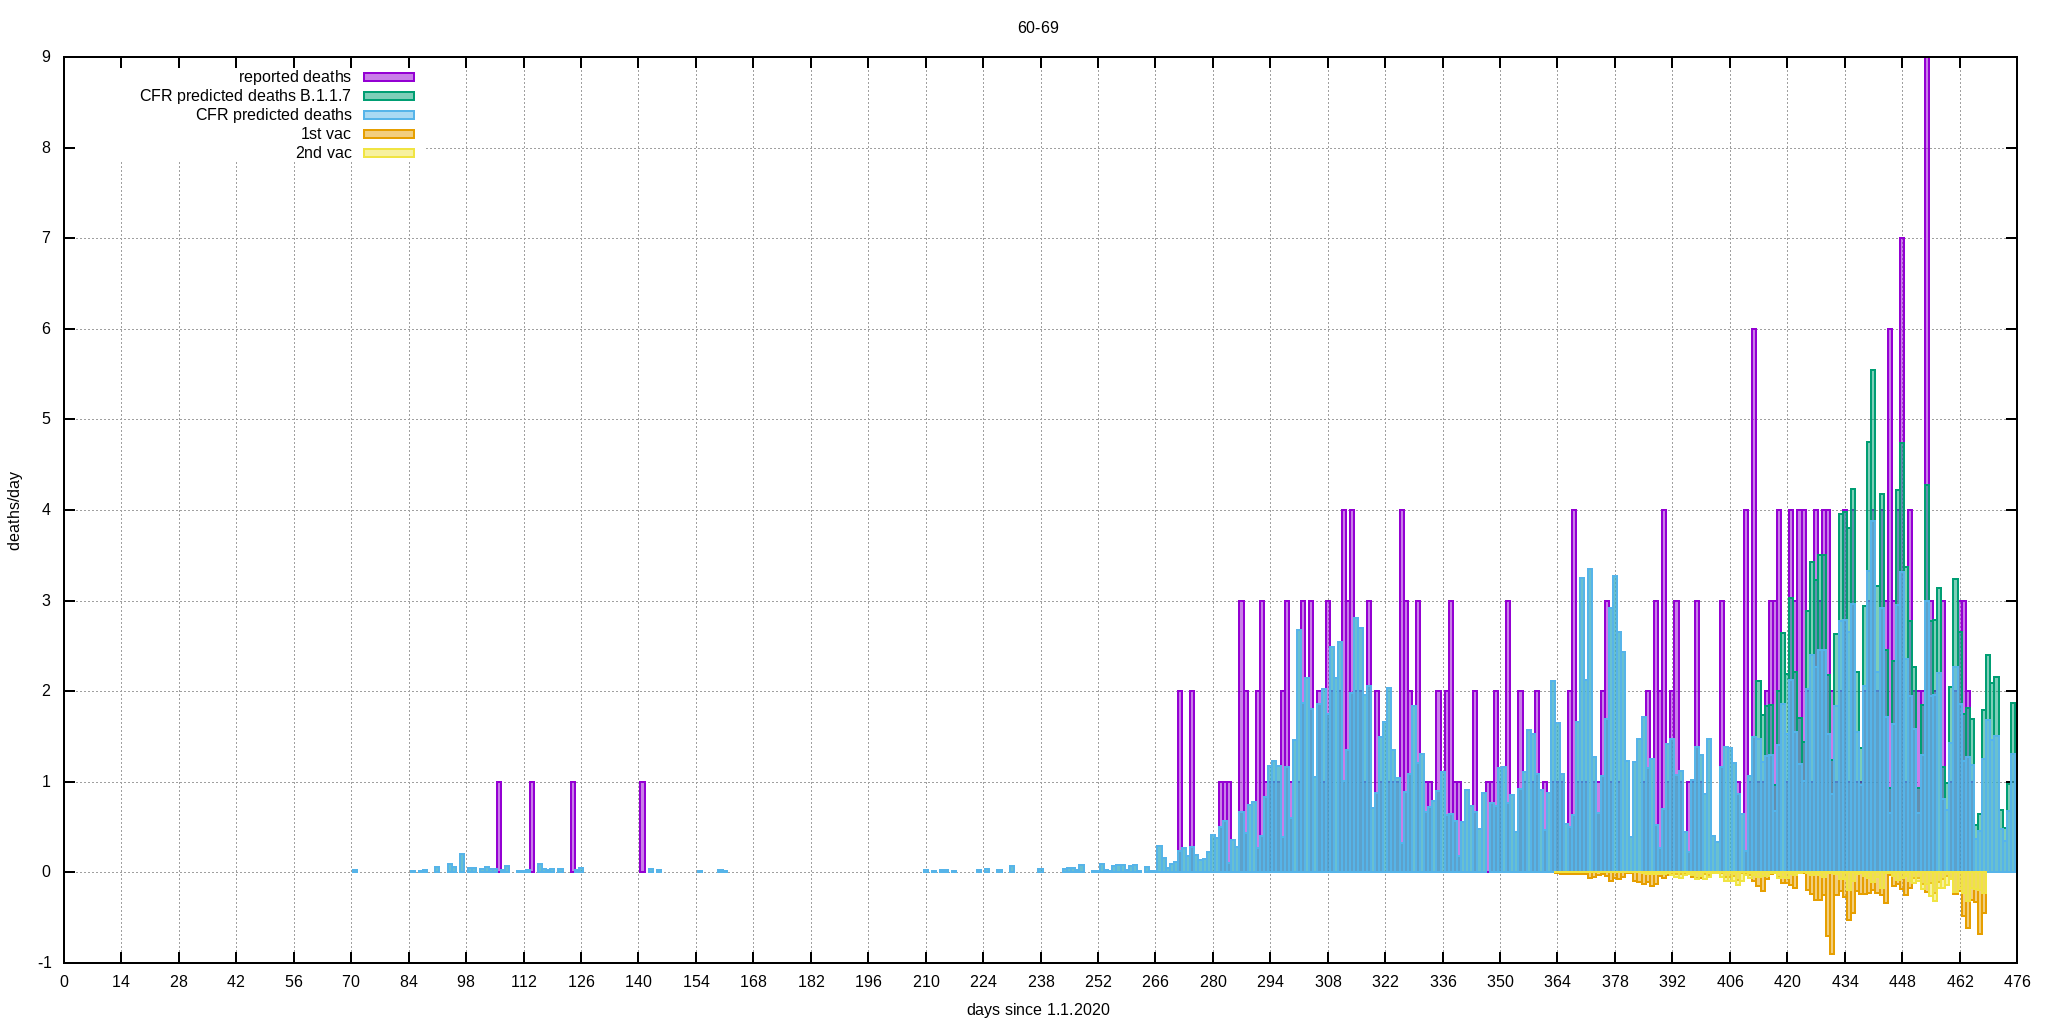 60-69
reported deaths
CFR predicted deaths B.1.1.7
CFR predicted deaths
1st vac
2nd vac
9
8
7
6
5
4
3
2
1
0
-1
deaths/day
0 14 28 42 56 70 84 98 112 126 140 154 168 182 196 210 224 238 252 266 280 294 308 322 336 350 364 378 392 406 420 434 448 462 476
days since 1.1.2020